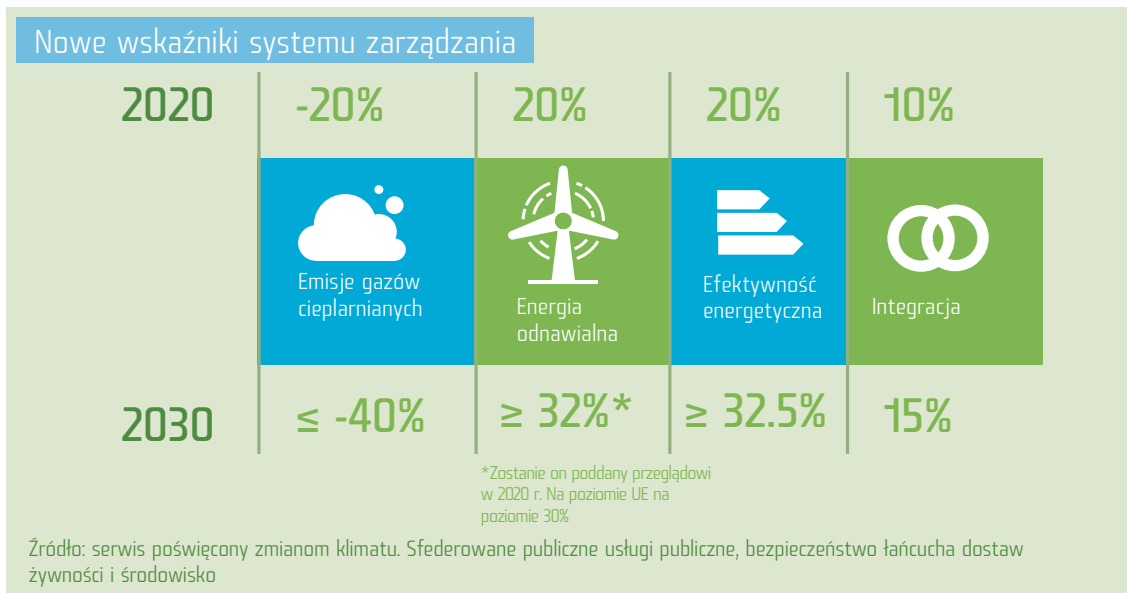 Nowe wskaźniki systemu zarządzania
2020 -20% 20% 20% 10%
Emisje gazów
cieplarnianych
Energia
odnawialna
Efektywność
energetyczna
Integracja
2030 ≤ -40% ≥ 32%* ≥ 32.5% 15%
*Zostanie on poddany przeglądowi
w 2020 r. Na poziomie UE na
poziomie 30%
Źródło: serwis poświęcony zmianom klimatu. Sfederowane publiczne usługi publiczne, bezpieczeństwo łańcucha dostaw
żywności i środowisko